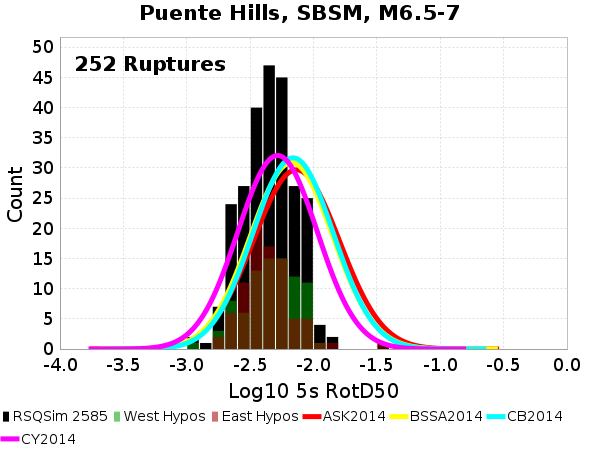 Puente Hills, SBSM, M6.5-7
252 Ruptures
50
45
40
35
30
25
20
15
10
5
0
Count
-4.0 -3.5 -3.0 -2.5 -2.0 -1.5 -1.0 -0.5 0.0
Log10 5s RotD50
RSQSim 2585 West Hypos East Hypos ASK2014 BSSA2014 CB2014
CY2014